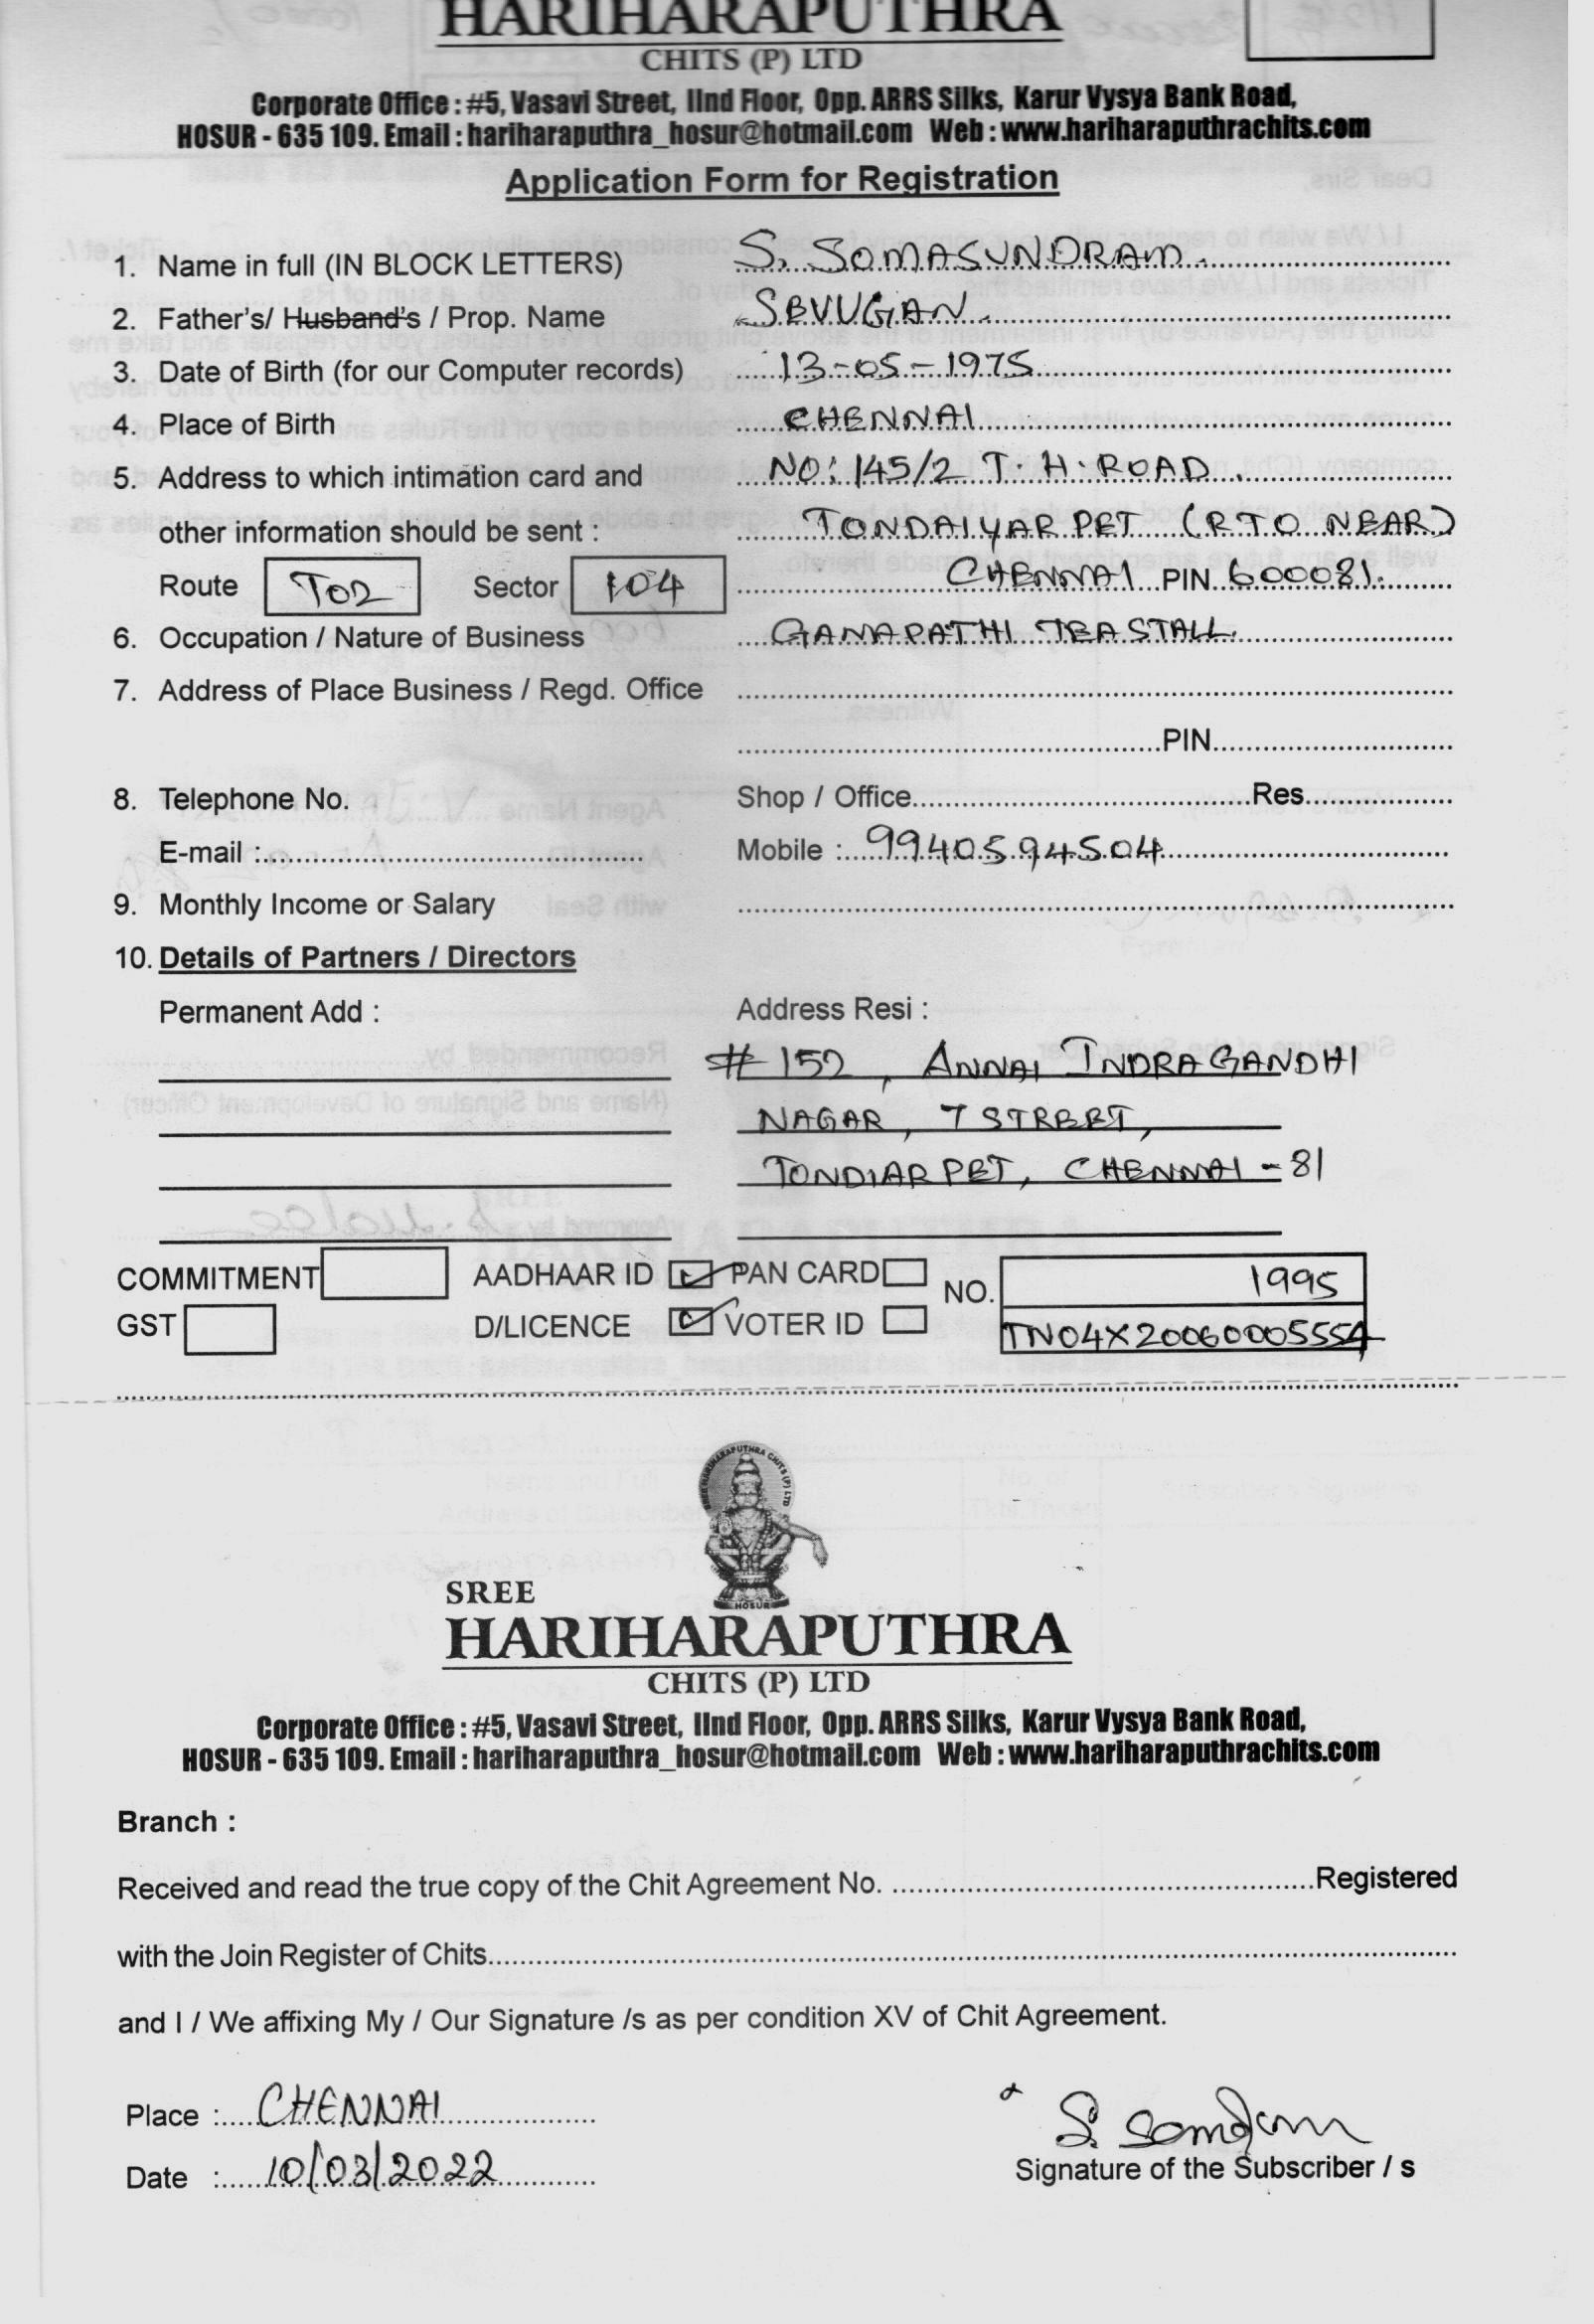 HARIHARAPUTHRA
CHITS (P) LTD
Corporate Office : #5, Vasavi Street, IInd Floor, Opp. ARRS Silks, Karur Vysya Bank Road,
HOSUR - 635 109. Email : hariharaputhra_hosur@hotmail.com Web : www.hariharaputhrachits.com
Application Form for Registration
1. Name in full (IN BLOCK LETTERS) S. SOMASUNDRAM.
2. Father's/ Husband's / Prop. Name SEVUGAN.
3. Date of Birth (for our Computer records) 13-05-1975
4. Place of Birth CHENNAI
5. Address to which intimation card and NO: 145/2 T.H.ROAD
other information should be sent : TONDAIYAR PET (R.T.O NEAR)
Route T02 Sector 104 CHENNAI PIN 600081.
6. Occupation / Nature of Business GANAPATHI TEA STALL.
7. Address of Place Business / Regd. Office
PIN
8. Telephone No. Shop / Office Res
E-mail : Mobile : 9940594504
9. Monthly Income or Salary
10. Details of Partners / Directors
Permanent Add : Address Resi :
# 152, ANNAI INDRA GANDHI
NAGAR, 7 STREET,
TONDIAR PET, CHENNAI - 81
COMMITMENT AADHAAR ID PAN CARD NO. 1995
GST D/LICENCE VOTER ID TN04X20060005554
SREE HARIHARAPUTHRA CHITS (P) LTD
HOSUR
SREE
HARIHARAPUTHRA
CHITS (P) LTD
Corporate Office : #5, Vasavi Street, IInd Floor, Opp. ARRS Silks, Karur Vysya Bank Road,
HOSUR - 635 109. Email : hariharaputhra_hosur@hotmail.com Web : www.hariharaputhrachits.com
Branch :
Received and read the true copy of the Chit Agreement No. Registered
with the Join Register of Chits
and I / We affixing My / Our Signature /s as per condition XV of Chit Agreement.
Place : CHENNAI
Date : 10/03/2022
Signature of the Subscriber / s